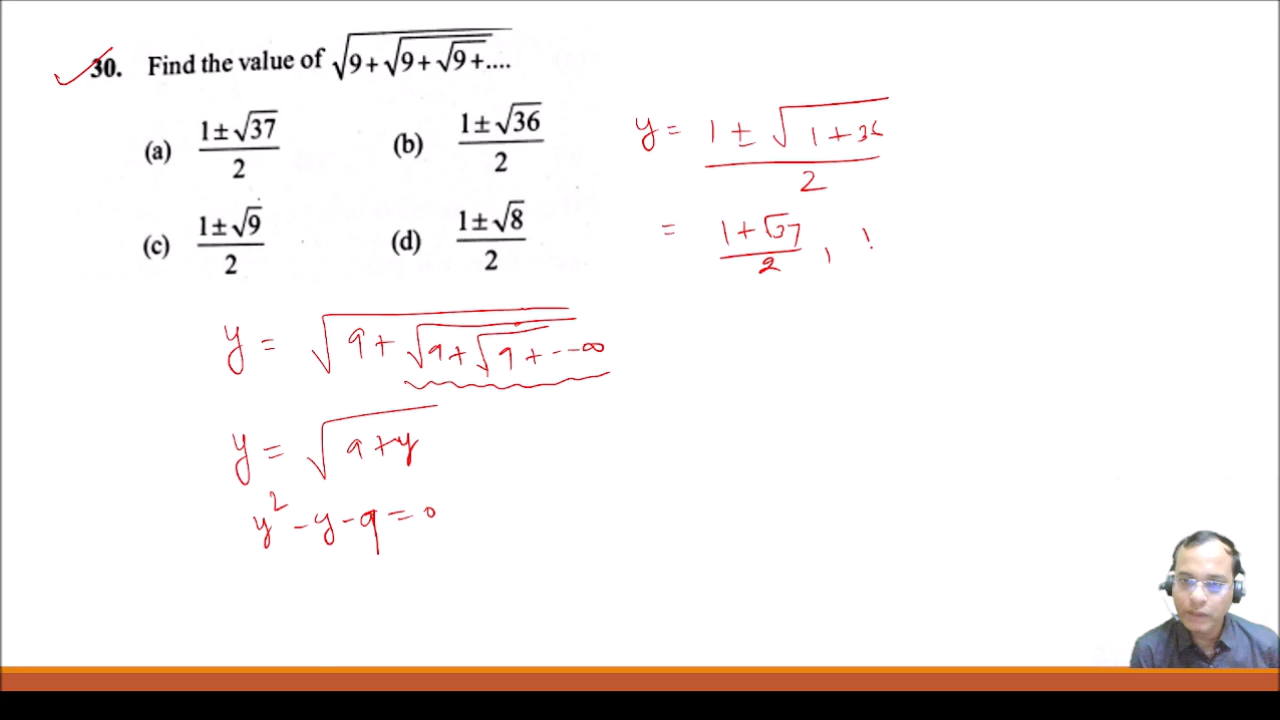 30. Find the value of √9+√9+√9+....
(a) 1±√37/2 (b) 1±√36/2
(c) 1±√9/2 (d) 1±√8/2
y = √9+√9+√9+---∞
y = √9+y
y²-y-9=0
y = 1±√1+36/2
= 1+√37/2 ,